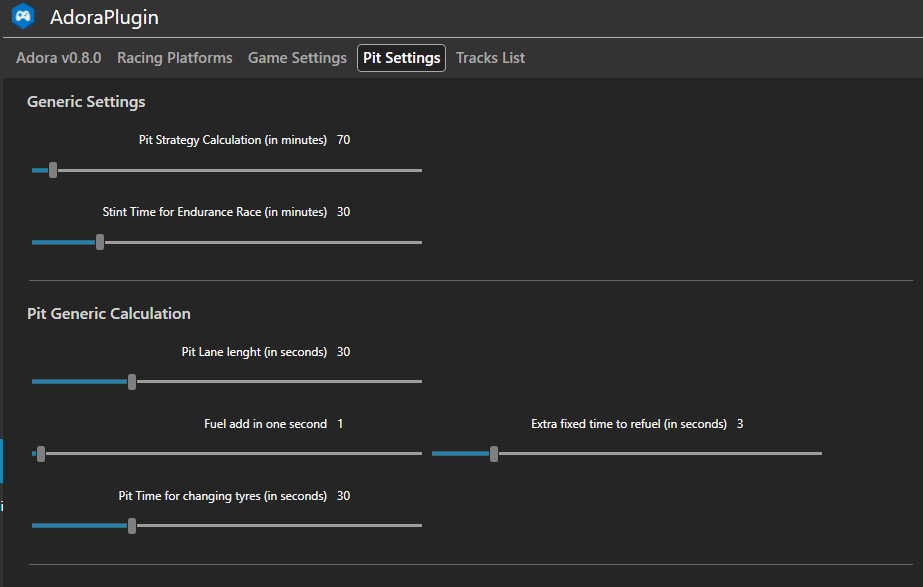 AdoraPlugin
Adora v0.8.0 Racing Platforms Game Settings Pit Settings Tracks List
Generic Settings
Pit Strategy Calculation (in minutes) 70
Stint Time for Endurance Race (in minutes) 30
Pit Generic Calculation
Pit Lane lenght (in seconds) 30
Fuel add in one second 1 Extra fixed time to refuel (in seconds) 3
Pit Time for changing tyres (in seconds) 30